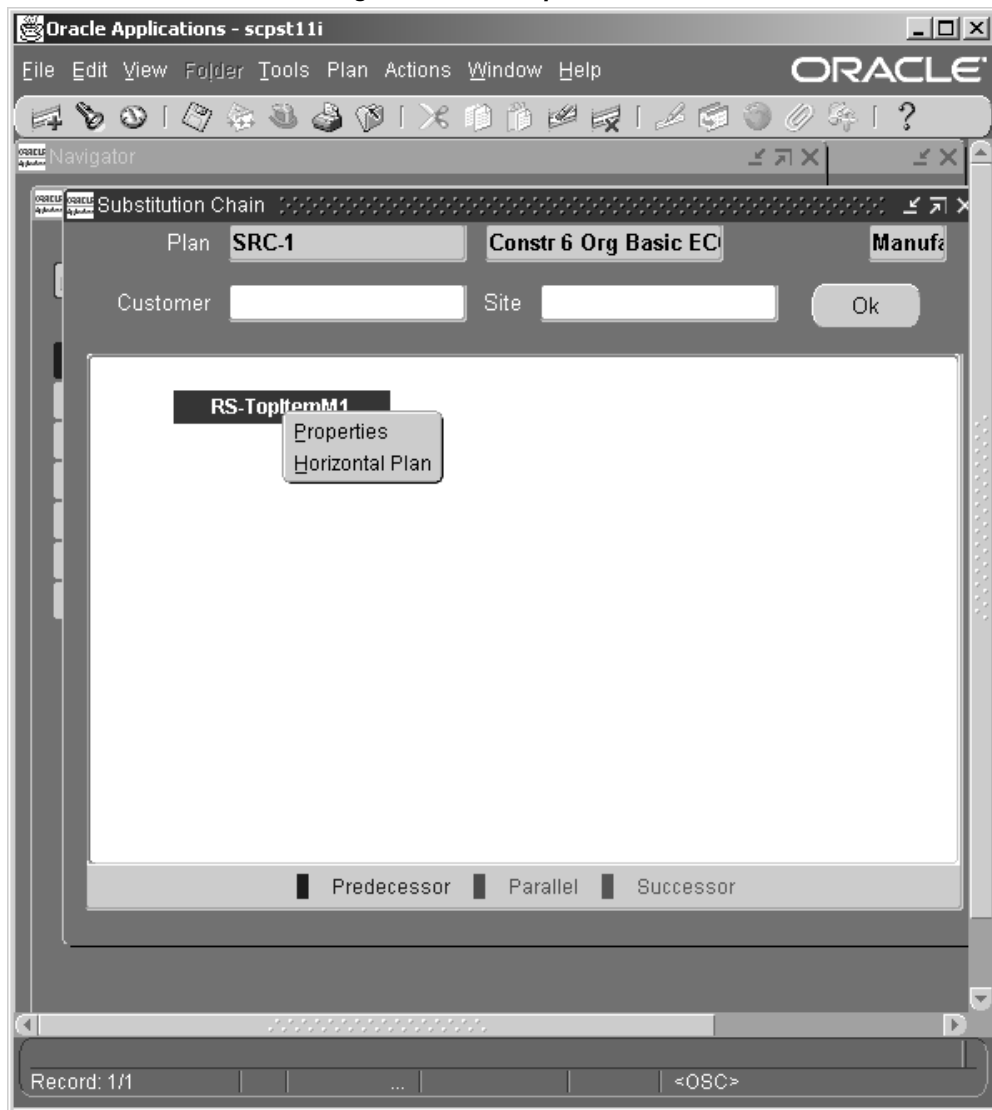 Oracle Applications - scpst11i
File Edit View Folder Tools Plan Actions Window Help ORACLE
?
Navigator
Substitution Chain
Plan SRC-1 Constr 6 Org Basic EC Manufa
Customer Site Ok
RS-TopItemM1
Properties
Horizontal Plan
Predecessor Parallel Successor
Record: 1/1 ... <OSC>